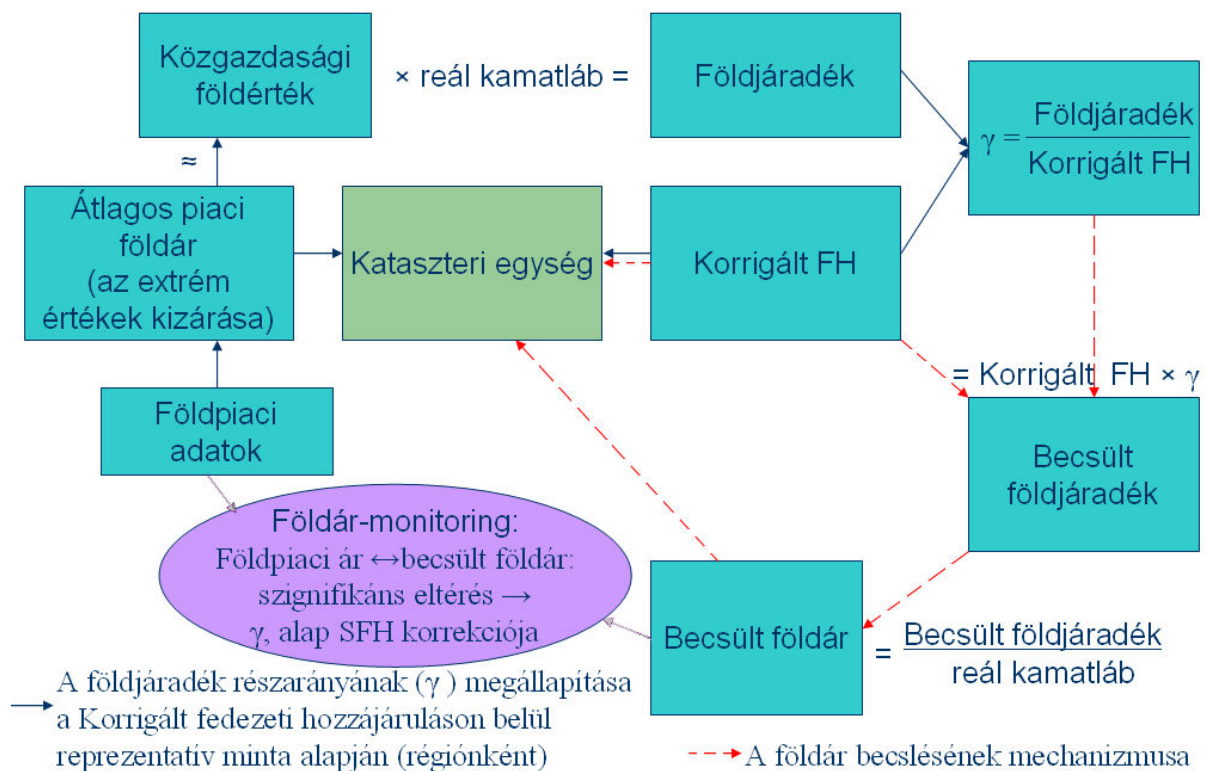 Közgazdasági
földérték
× reál kamatláb =
Földjáradék
γ = Földjáradék
Korrigált FH
≈
Átlagos piaci
földár
(az extrém
értékek kizárása)
Kataszteri egység
Korrigált FH
= Korrigált FH × γ
Földpiaci
adatok
Becsült
földjáradék
Földár-monitoring:
Földpiaci ár ↔becsült földár:
szignifikáns eltérés →
γ, alap SFH korrekciója
Becsült földár
= Becsült földjáradék
reál kamatláb
A földjáradék részarányának (γ ) megállapítása
a Korrigált fedezeti hozzájáruláson belül
reprezentatív minta alapján (régiónként)
A földár becslésének mechanizmusa